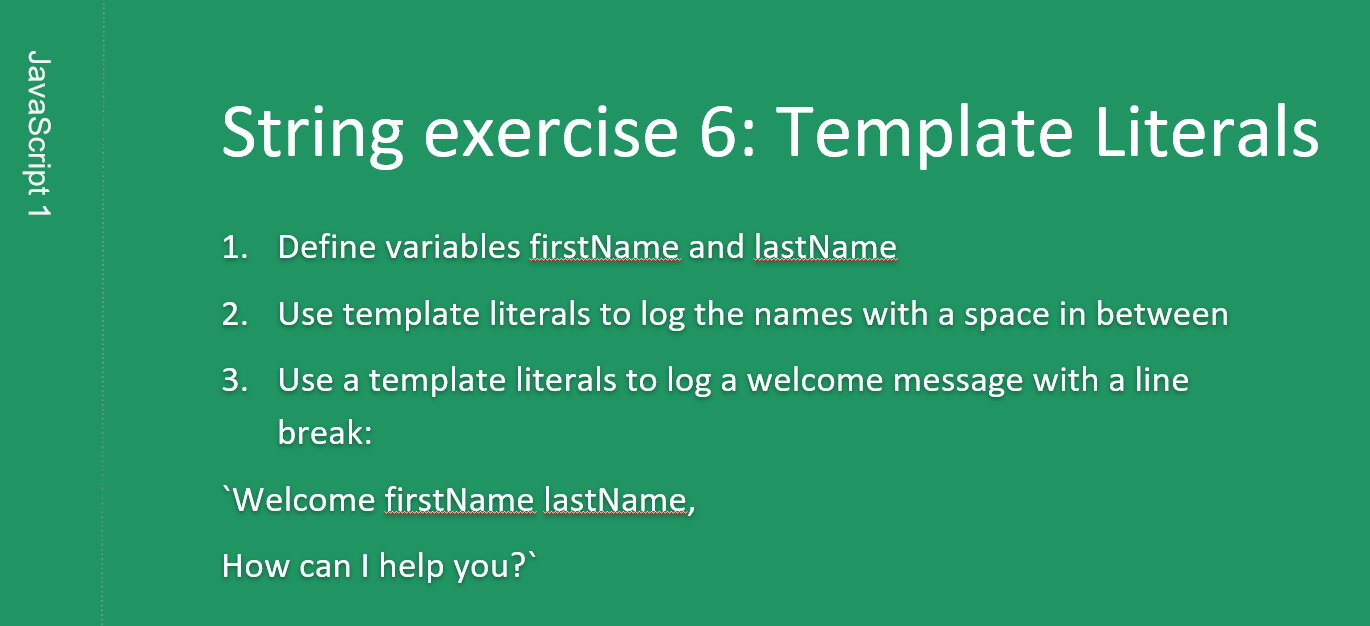 JavaScript 1
String exercise 6: Template Literals
1. Define variables firstName and lastName
2. Use template literals to log the names with a space in between
3. Use a template literals to log a welcome message with a line
break:
`Welcome firstName lastName,
How can I help you?`